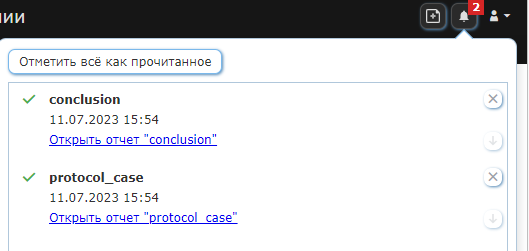 2
Отметить всё как прочитанное
conclusion
11.07.2023 15:54
Открыть отчет "conclusion"
protocol_case
11.07.2023 15:54
Открыть отчет "protocol_case"